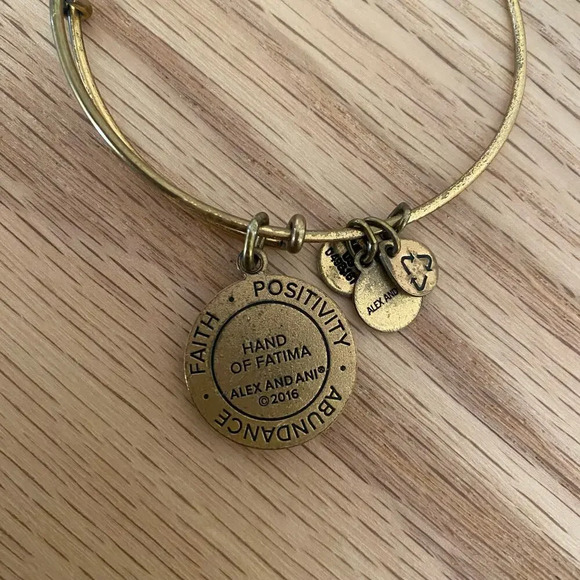 FAITH · POSITIVITY · ABUNDANCE
HAND
OF FATIMA
ALEX AND ANI®
©2016
ALEX AND